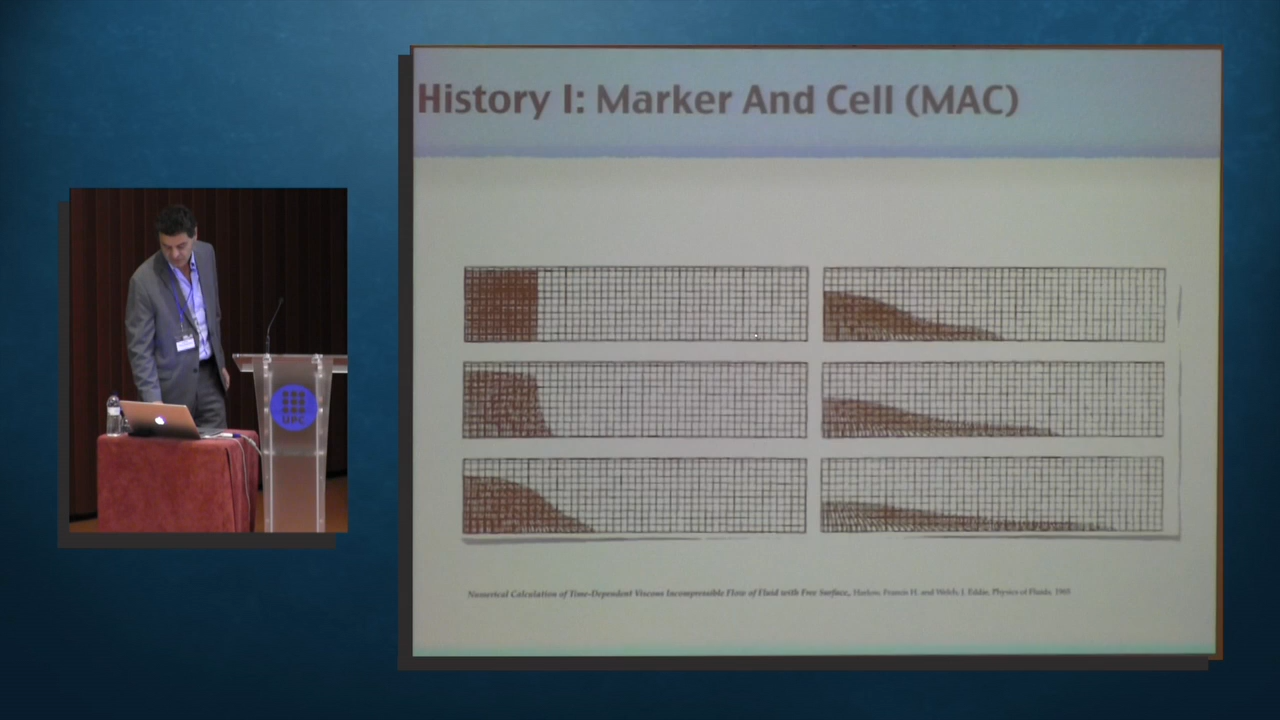 History I: Marker And Cell (MAC)
Numerical Calculation of Time-Dependent Viscous Incompressible Flow of Fluid with Free Surface, Harlow, Francis H. and Welch, J. Eddie, Physics of Fluids, 1965
UPC